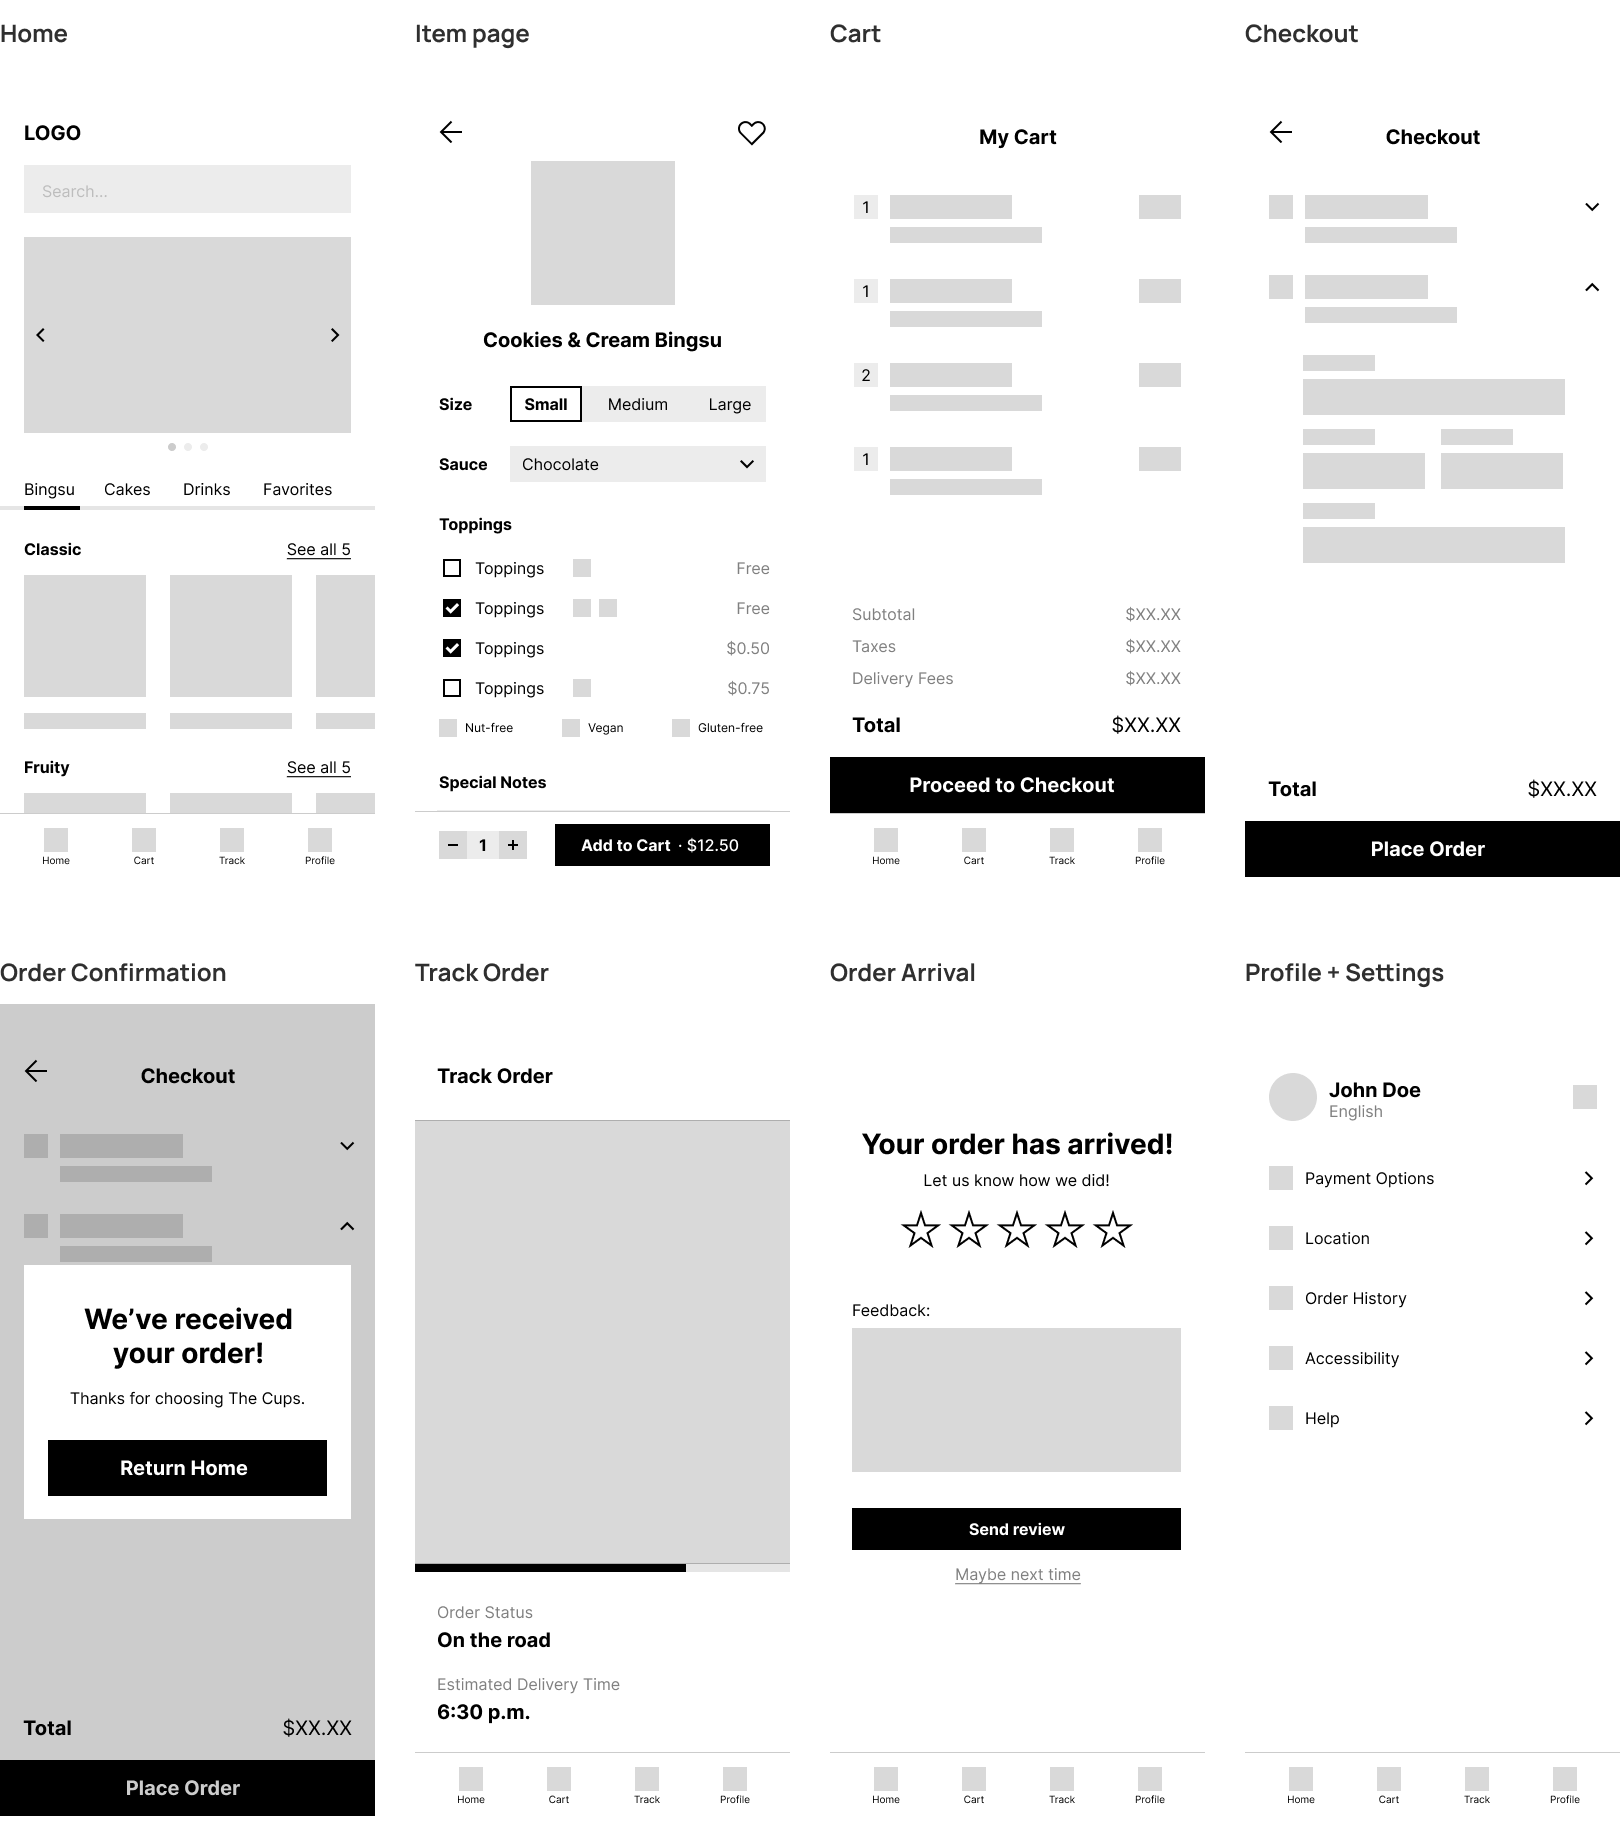 Home
LOGO
Search...
Bingsu Cakes Drinks Favorites
Classic See all 5
Fruity See all 5
Home Cart Track Profile
Item page
Cookies & Cream Bingsu
Size Small Medium Large
Sauce Chocolate
Toppings
Toppings Free
Toppings Free
Toppings $0.50
Toppings $0.75
Nut-free Vegan Gluten-free
Special Notes
1 Add to Cart · $12.50
Cart
My Cart
1
1
2
1
Subtotal $XX.XX
Taxes $XX.XX
Delivery Fees $XX.XX
Total $XX.XX
Proceed to Checkout
Home Cart Track Profile
Checkout
Checkout
Total $XX.XX
Place Order
Order Confirmation
Checkout
We’ve received
your order!
Thanks for choosing The Cups.
Return Home
Total $XX.XX
Place Order
Track Order
Track Order
Order Status
On the road
Estimated Delivery Time
6:30 p.m.
Home Cart Track Profile
Order Arrival
Your order has arrived!
Let us know how we did!
Feedback:
Send review
Maybe next time
Home Cart Track Profile
Profile + Settings
John Doe
English
Payment Options
Location
Order History
Accessibility
Help
Home Cart Track Profile